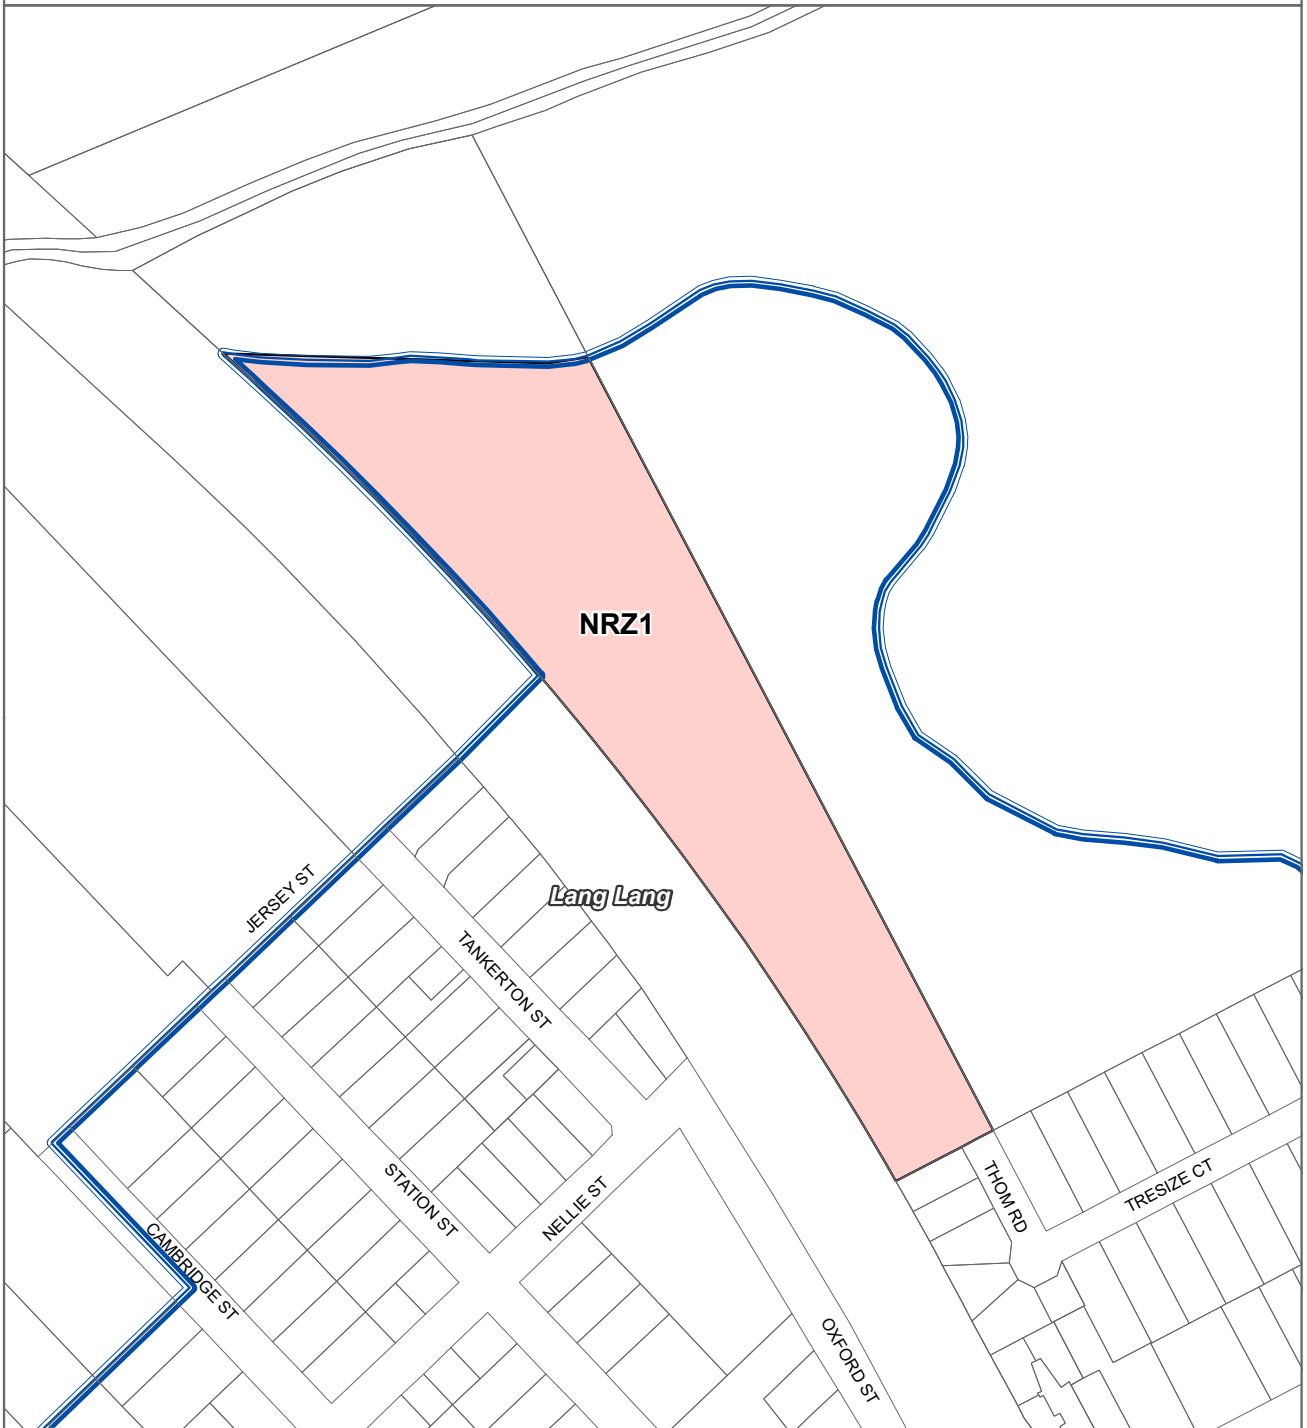 NRZ1
JERSEY ST
Lang Lang
TANKERTON ST
STATION ST
NELLIE ST
THOM RD
TRESIZE CT
CAMBRIDGE ST
OXFORD ST